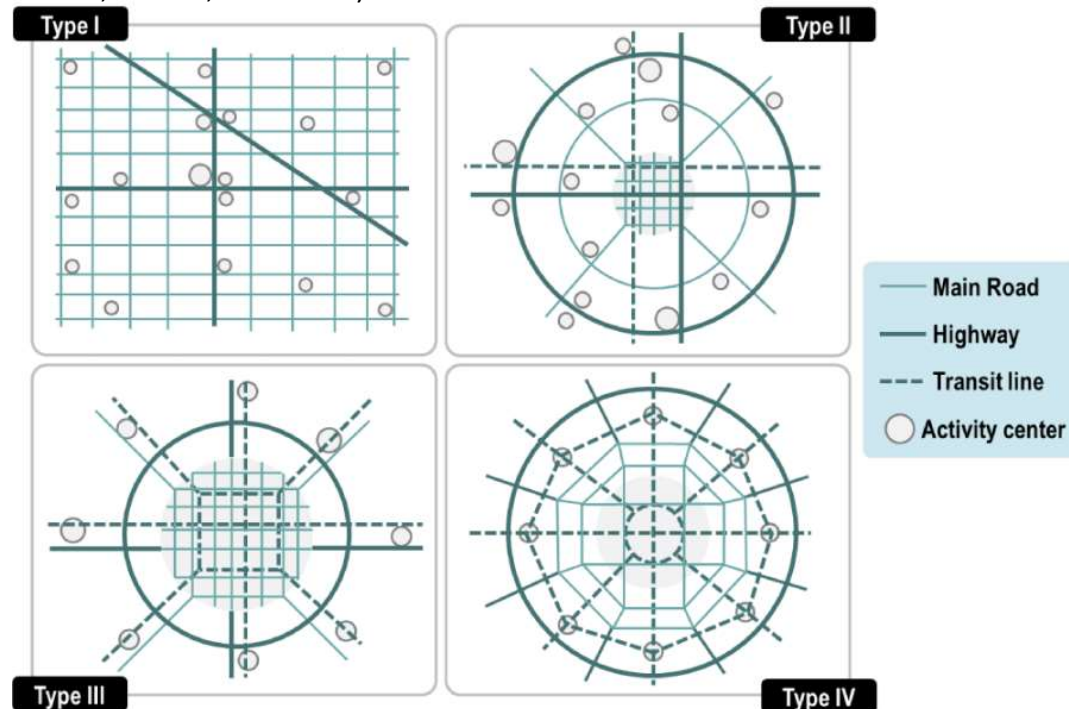 Type I
Type II
Main Road
Highway
Transit line
Activity center
Type III
Type IV